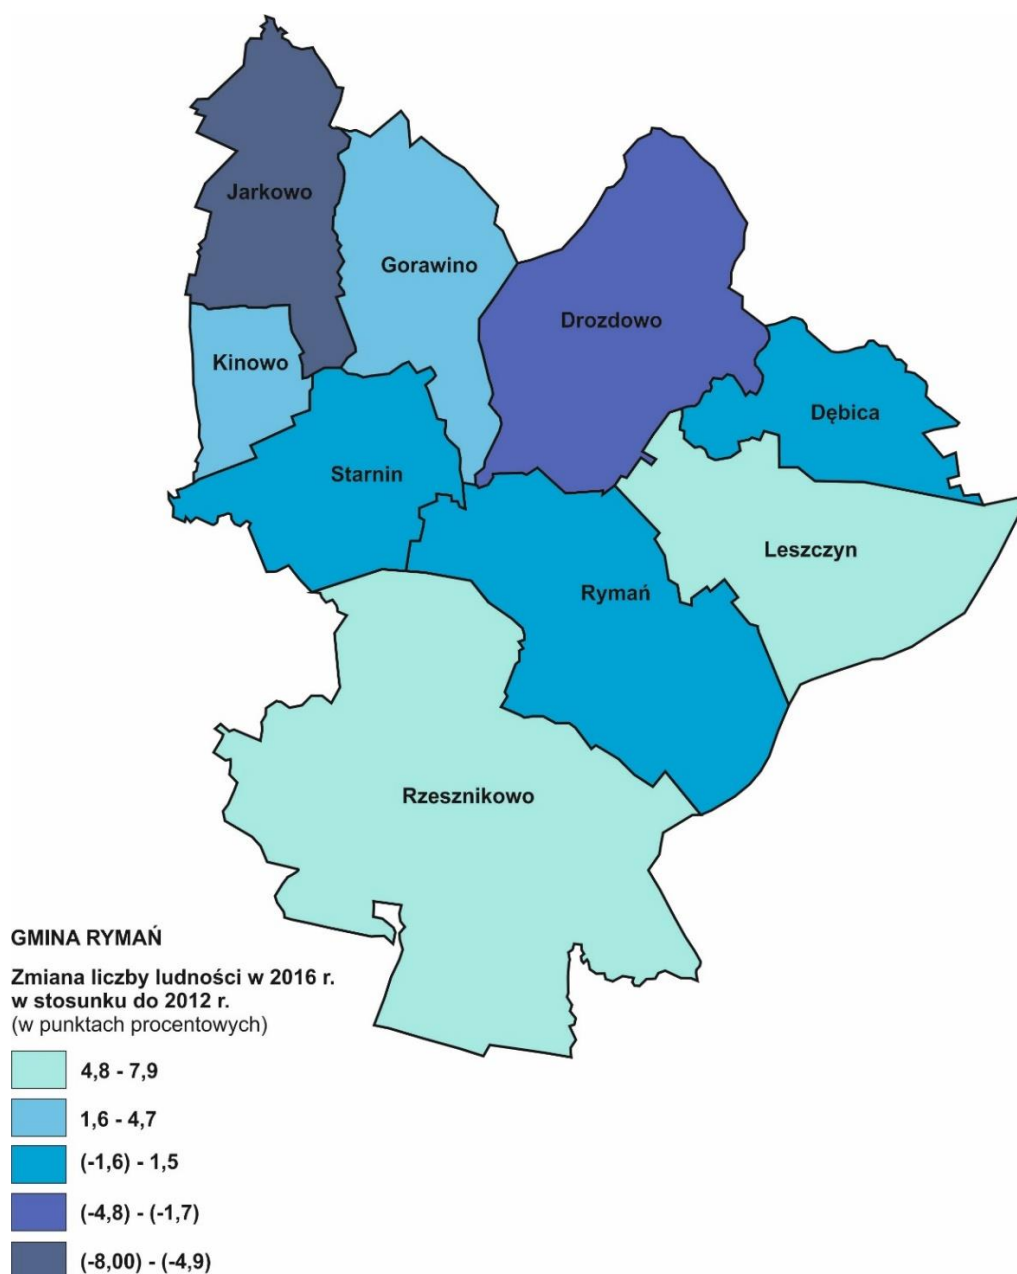 Jarkowo
Gorawino
Drozdowo
Kinowo
Dębica
Starnin
Leszczyn
Rymań
Rzesznikowo
GMINA RYMAŃ
Zmiana liczby ludności w 2016 r.
w stosunku do 2012 r.
(w punktach procentowych)
4,8 - 7,9
1,6 - 4,7
(-1,6) - 1,5
(-4,8) - (-1,7)
(-8,00) - (-4,9)